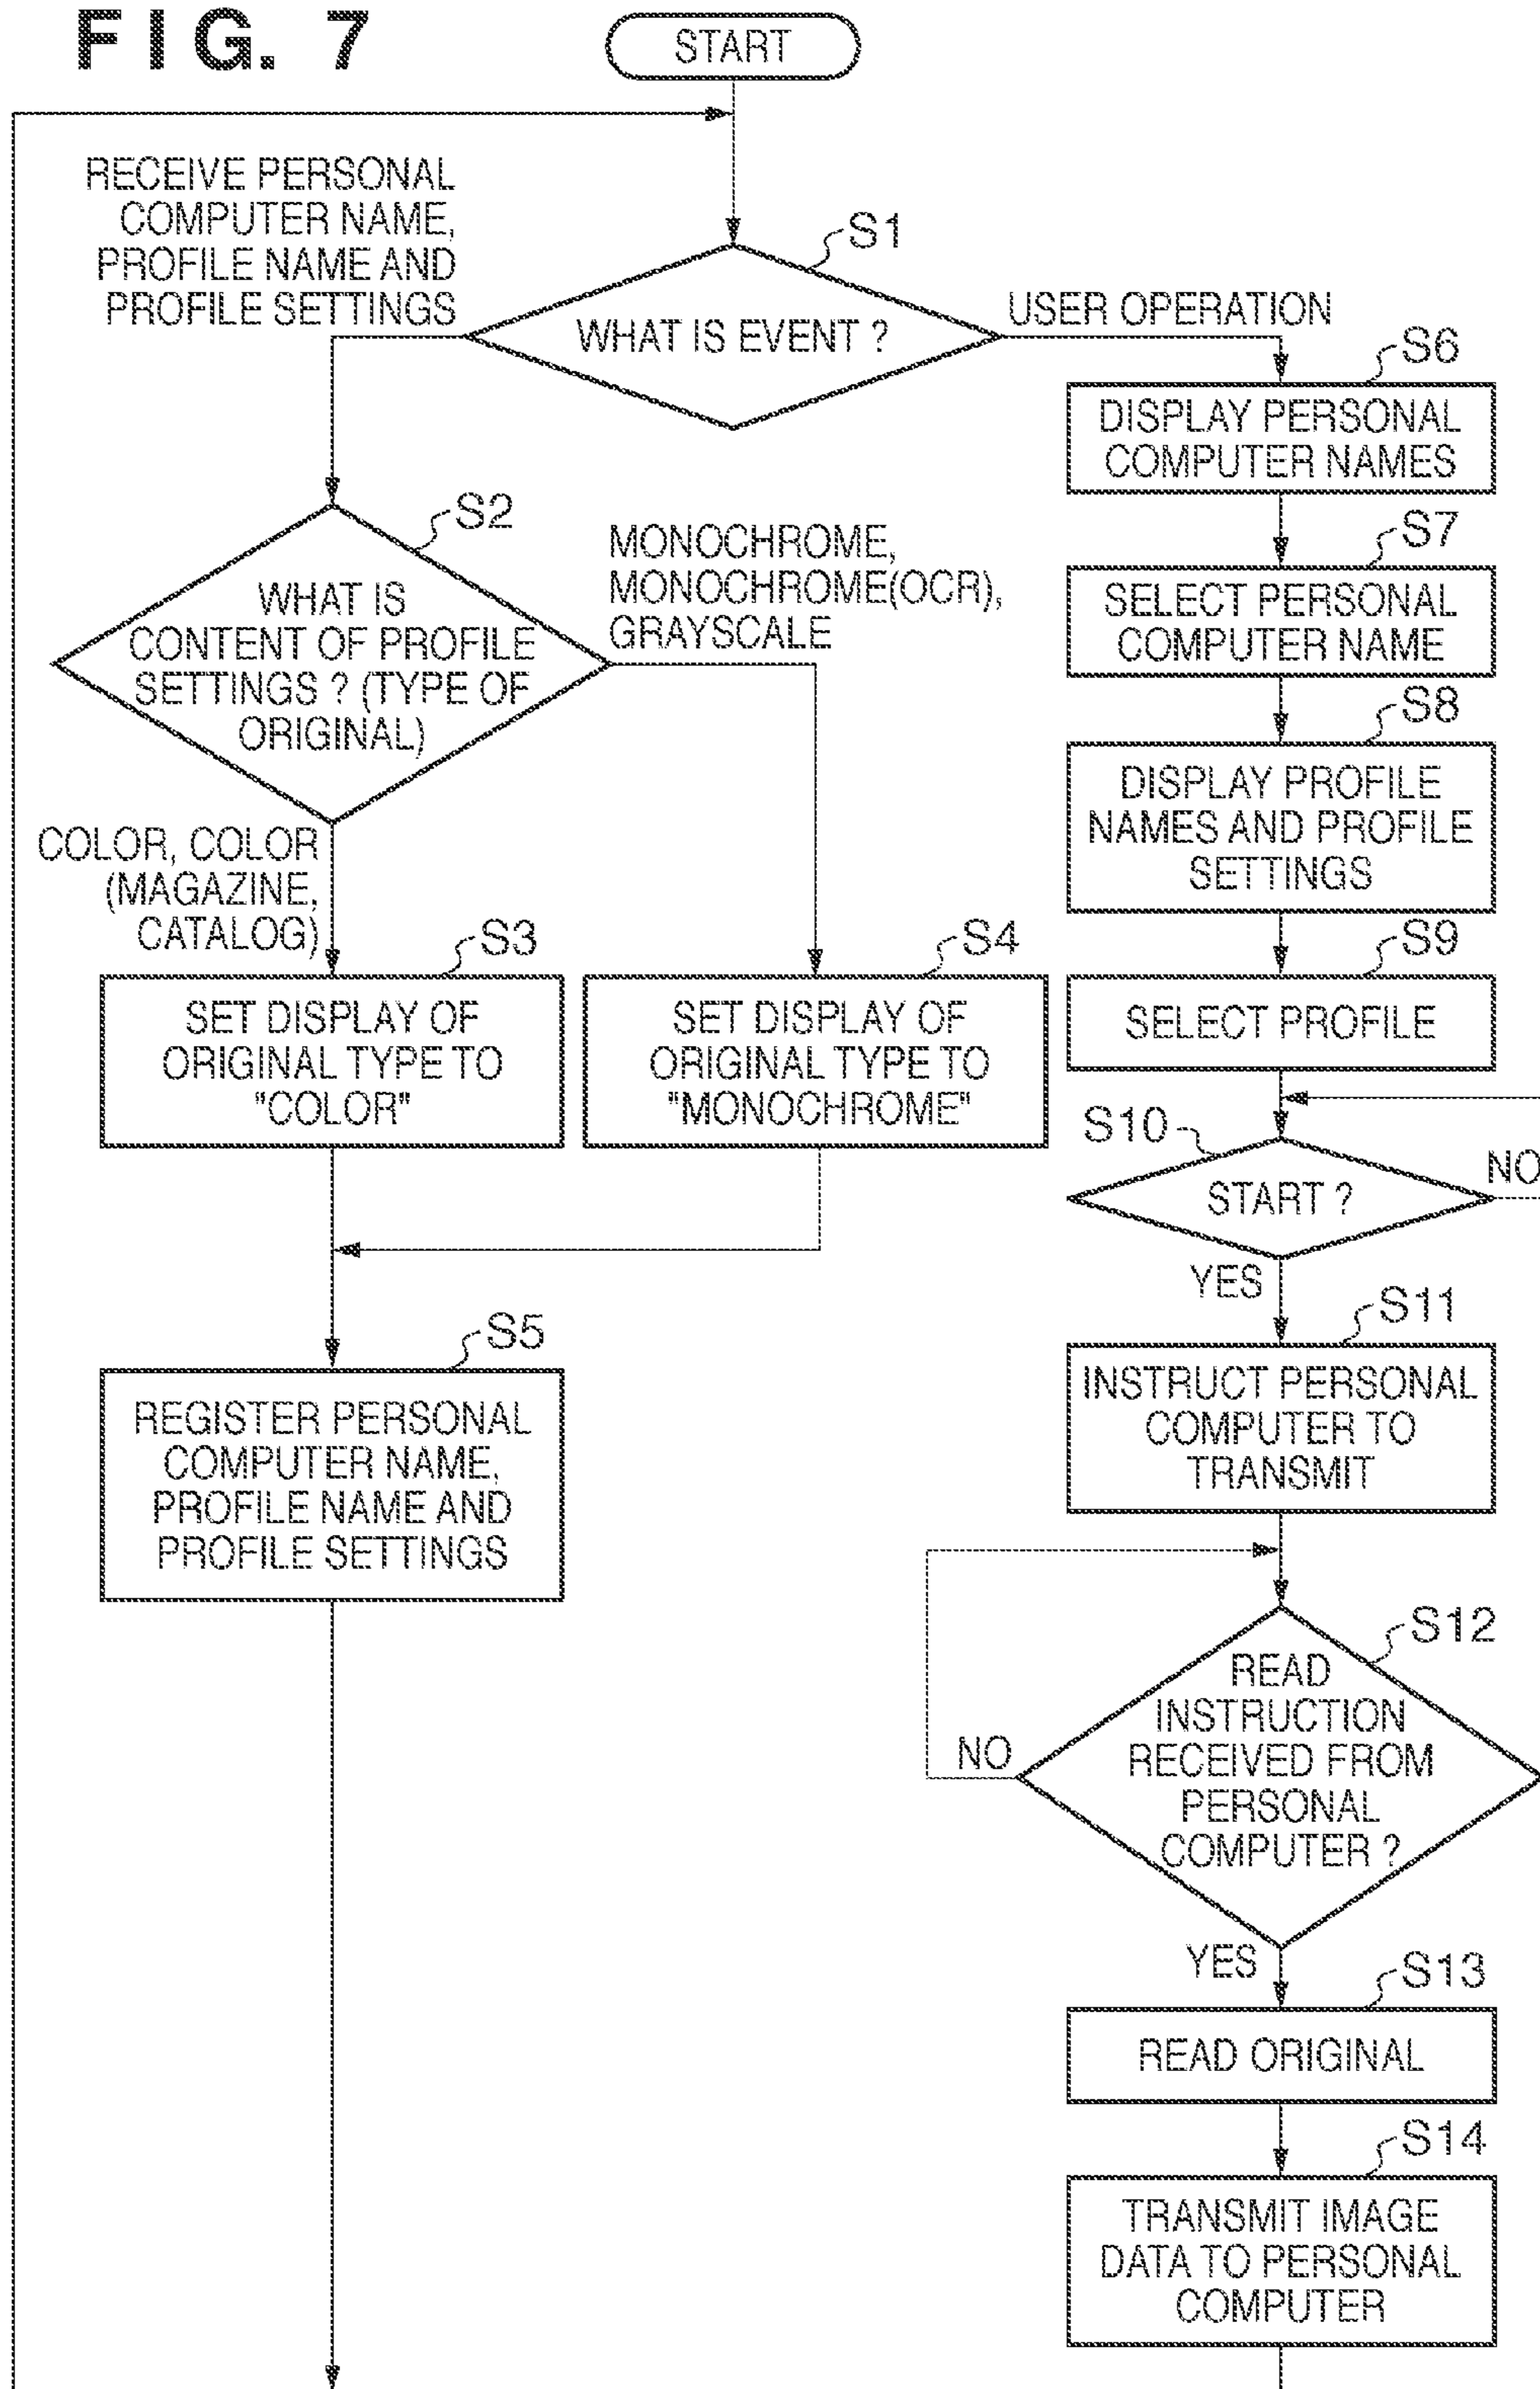 FIG. 7
START
RECEIVE PERSONAL
COMPUTER NAME,
PROFILE NAME AND
PROFILE SETTINGS
S1
WHAT IS EVENT ?
USER OPERATION
S6
DISPLAY PERSONAL
COMPUTER NAMES
S2
WHAT IS
CONTENT OF PROFILE
SETTINGS ? (TYPE OF
ORIGINAL)
MONOCHROME,
MONOCHROME(OCR),
GRAYSCALE
S7
SELECT PERSONAL
COMPUTER NAME
S8
DISPLAY PROFILE
NAMES AND PROFILE
SETTINGS
COLOR, COLOR
(MAGAZINE,
CATALOG)
S3
SET DISPLAY OF
ORIGINAL TYPE TO
"COLOR"
S4
SET DISPLAY OF
ORIGINAL TYPE TO
"MONOCHROME"
S9
SELECT PROFILE
S10
START ?
NO
YES
S5
REGISTER PERSONAL
COMPUTER NAME,
PROFILE NAME AND
PROFILE SETTINGS
S11
INSTRUCT PERSONAL
COMPUTER TO
TRANSMIT
S12
READ
INSTRUCTION
RECEIVED FROM
PERSONAL
COMPUTER ?
NO
YES
S13
READ ORIGINAL
S14
TRANSMIT IMAGE
DATA TO PERSONAL
COMPUTER